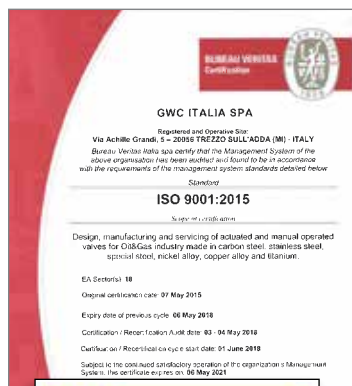 BUREAU VERITAS
Certification
GWC ITALIA SPA
Registered and Operative Site:
Via Achille Grandi, 5 – 20056 TREZZO SULL'ADDA (MI) - ITALY
Bureau Veritas Italia spa certify that the Management System of the
above organisation has been audited and found to be in accordance
with the requirements of the management system standards detailed below
Standard
ISO 9001:2015
Scope of certification
Design, manufacturing and servicing of actuated and manual operated
valves for Oil&Gas industry made in carbon steel, stainless steel,
special steel, nickel alloy, copper alloy and titanium.
EA Sector(s) 18
Original certification date: 07 May 2015
Expiry date of previous cycle: 06 May 2018
Certification / Recertification Audit date: 03 - 04 May 2018
Certification / Recertification cycle start date: 01 June 2018
Subject to the continued satisfactory operation of the organization's Management
System, this certificate expires on: 06 May 2021